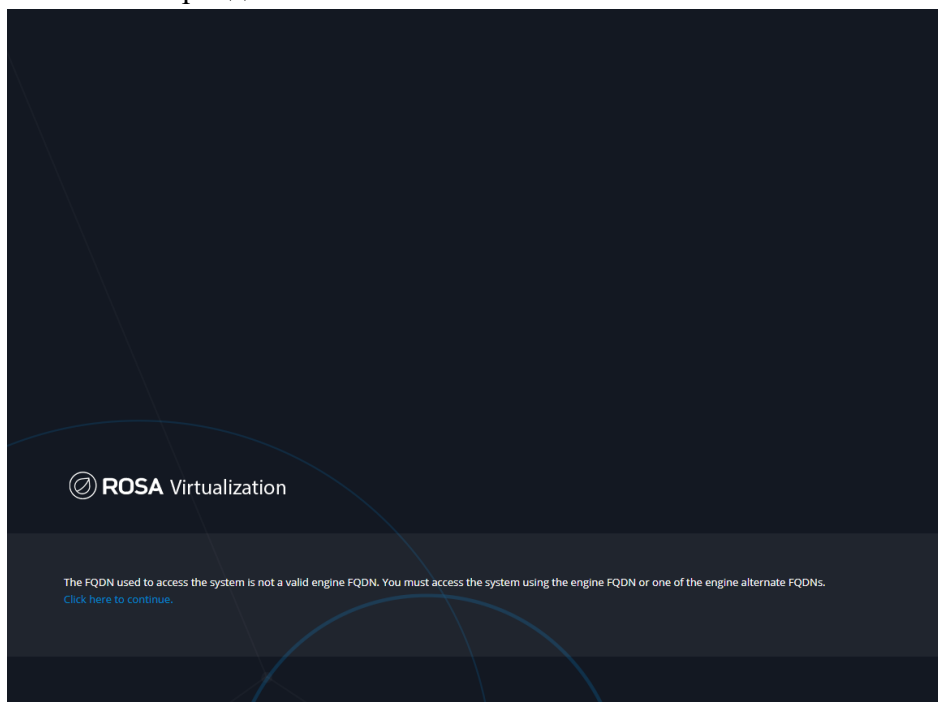 ROSA Virtualization
The FQDN used to access the system is not a valid engine FQDN. You must access the system using the engine FQDN or one of the engine alternate FQDNs.
Click here to continue.